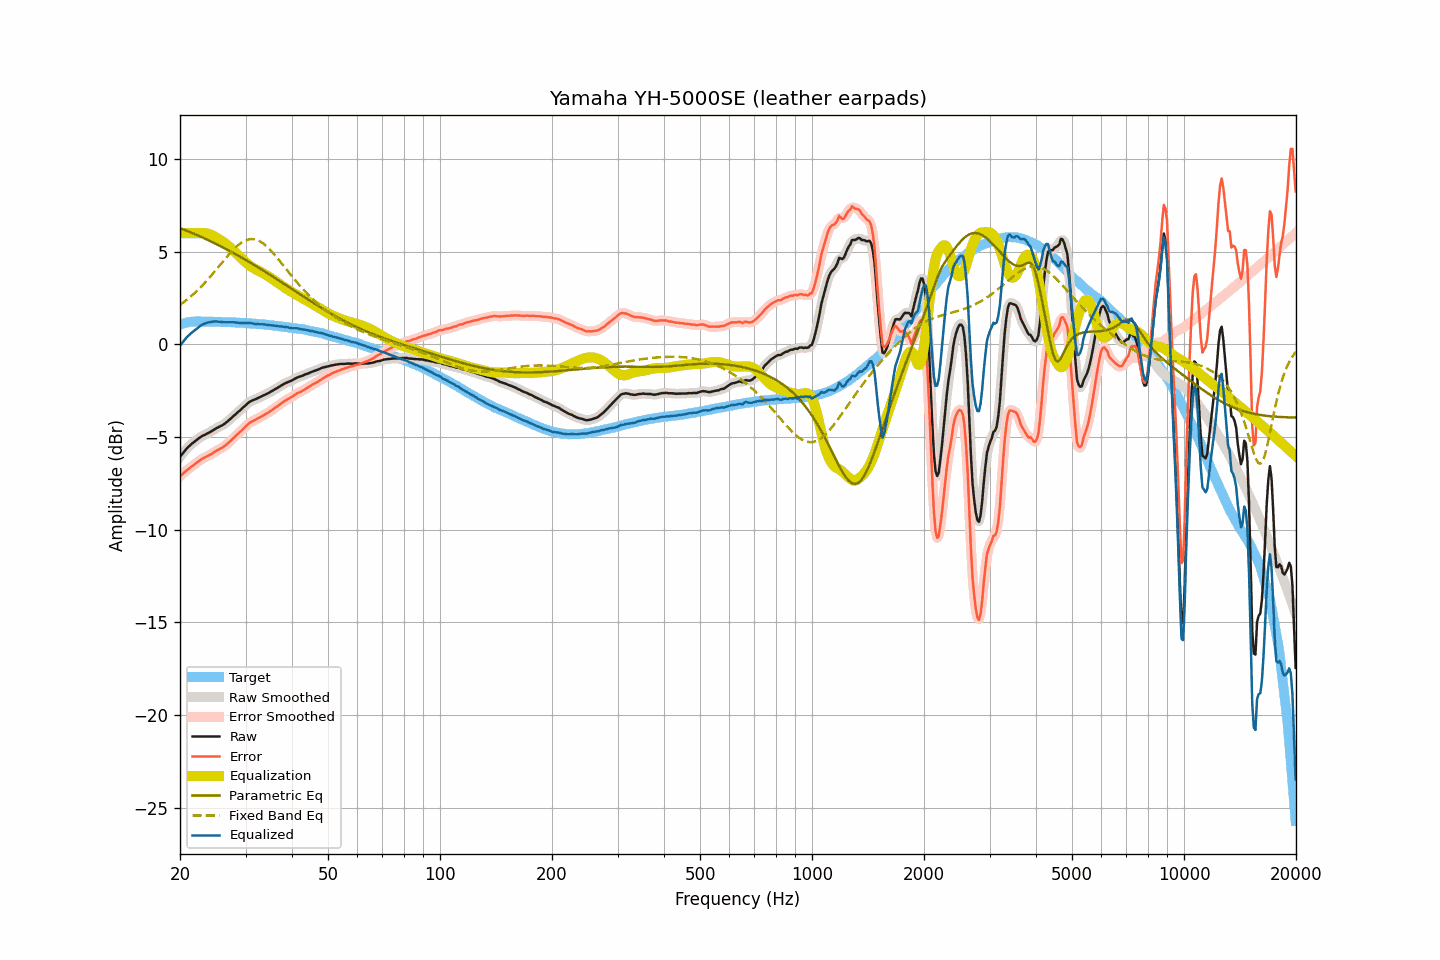 Yamaha YH-5000SE (leather earpads)
10
5
0
−5
−10
−15
−20
−25
Amplitude (dBr)
Target
Raw Smoothed
Error Smoothed
Raw
Error
Equalization
Parametric Eq
Fixed Band Eq
Equalized
20 50 100 200 500 1000 2000 5000 10000 20000
Frequency (Hz)